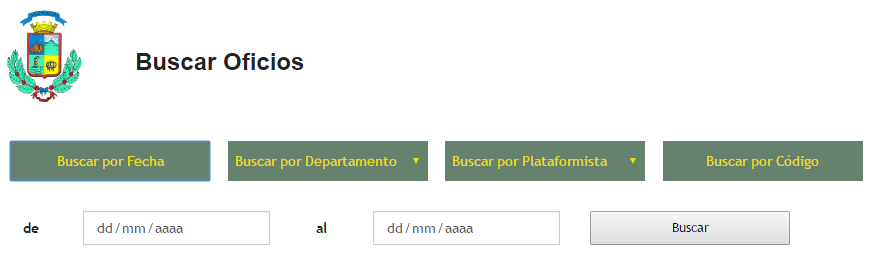 Buscar Oficios
Buscar por Fecha
Buscar por Departamento
Buscar por Plataformista
Buscar por Código
de dd/mm/aaaa al dd/mm/aaaa Buscar